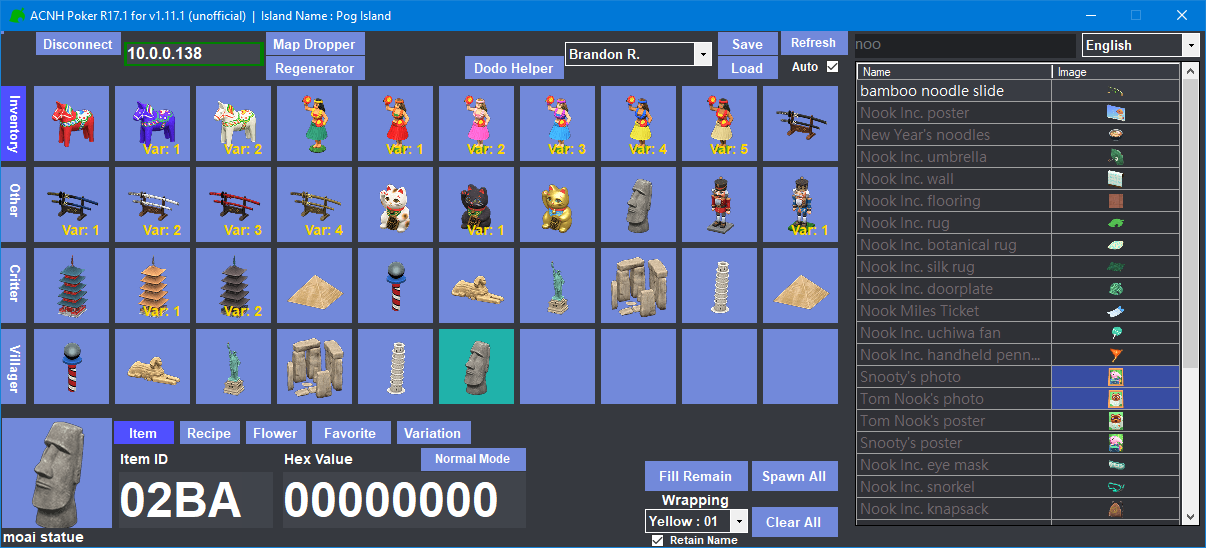 ACNH Poker R17.1 for v1.11.1 (unofficial) | Island Name : Pog Island
Disconnect
10.0.0.138
Map Dropper
Regenerator
Dodo Helper
Brandon R.
Save
Load
Refresh
Auto
noo
English
Inventory
Other
Critter
Villager
Var: 1
Var: 2
Var: 1
Var: 2
Var: 3
Var: 4
Var: 5
Var: 1
Var: 2
Var: 3
Var: 4
Var: 1
Var: 1
Var: 1
Var: 2
Item
Recipe
Flower
Favorite
Variation
Item ID
Hex Value
Normal Mode
02BA
00000000
moai statue
Fill Remain
Spawn All
Wrapping
Yellow : 01
Clear All
Retain Name
Name Image
bamboo noodle slide
Nook Inc. poster
New Year's noodles
Nook Inc. umbrella
Nook Inc. wall
Nook Inc. flooring
Nook Inc. rug
Nook Inc. botanical rug
Nook Inc. silk rug
Nook Inc. doorplate
Nook Miles Ticket
Nook Inc. uchiwa fan
Nook Inc. handheld penn...
Snooty's photo
Tom Nook's photo
Tom Nook's poster
Snooty's poster
Nook Inc. eye mask
Nook Inc. snorkel
Nook Inc. knapsack